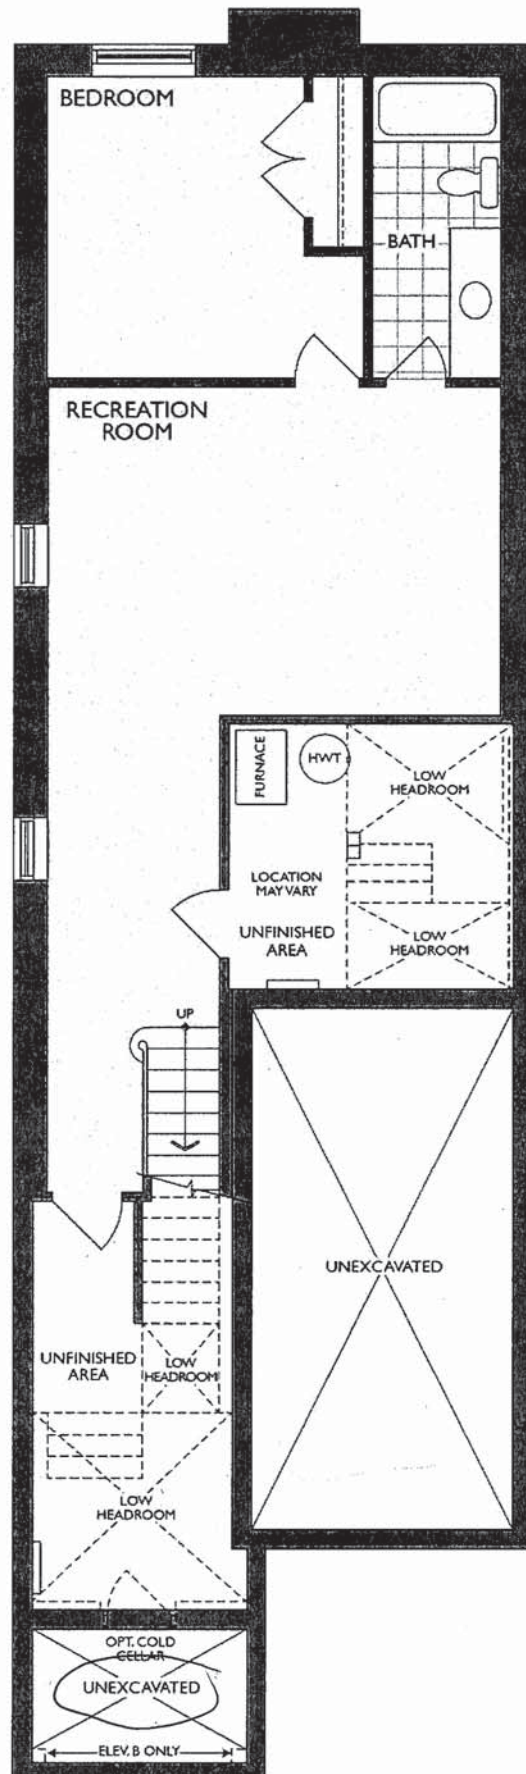 BEDROOM
BATH
RECREATION
ROOM
FURNACE
HWT
LOW
HEADROOM
LOCATION
MAY VARY
UNFINISHED
AREA
LOW
HEADROOM
UP
UNEXCAVATED
UNFINISHED
AREA
LOW
HEADROOM
LOW
HEADROOM
OPT. COLD
CELLAR
UNEXCAVATED
ELEV. B ONLY